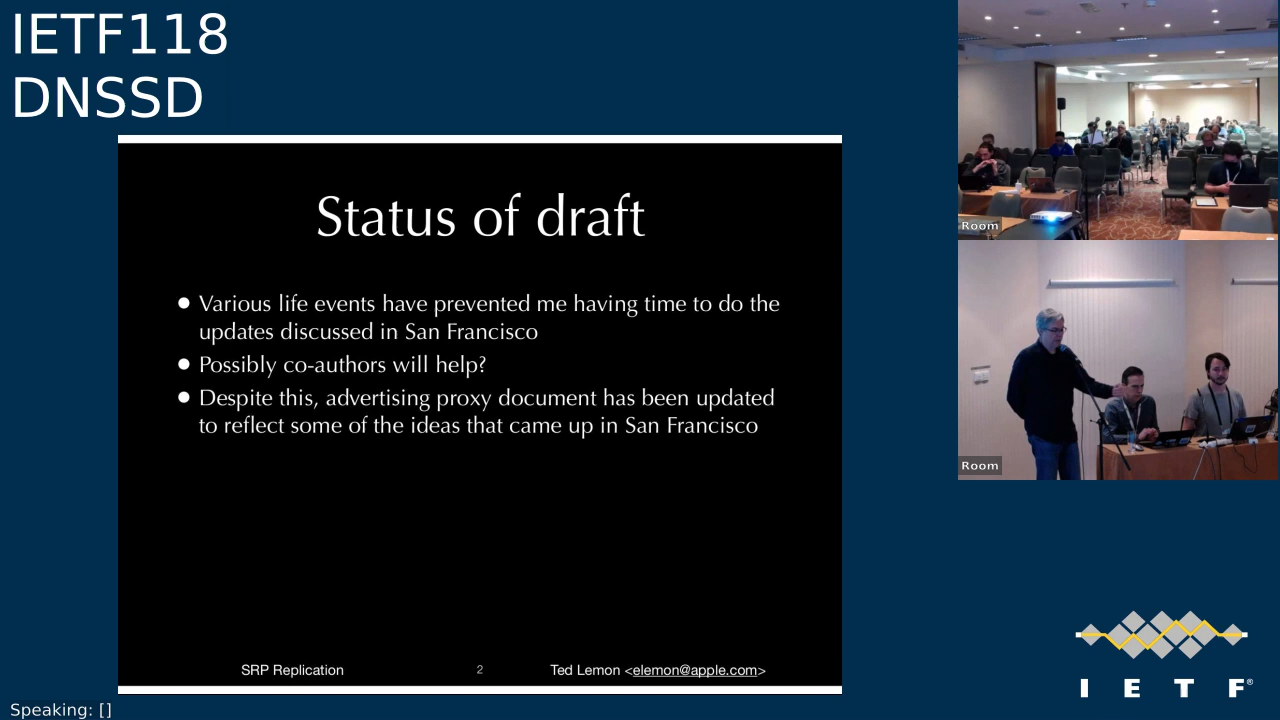 IETF118
DNSSD
Status of draft
● Various life events have prevented me having time to do the
updates discussed in San Francisco
● Possibly co-authors will help?
● Despite this, advertising proxy document has been updated
to reflect some of the ideas that came up in San Francisco
SRP Replication 2 Ted Lemon <elemon@apple.com>
Room
Room
I E T F®
Speaking: []